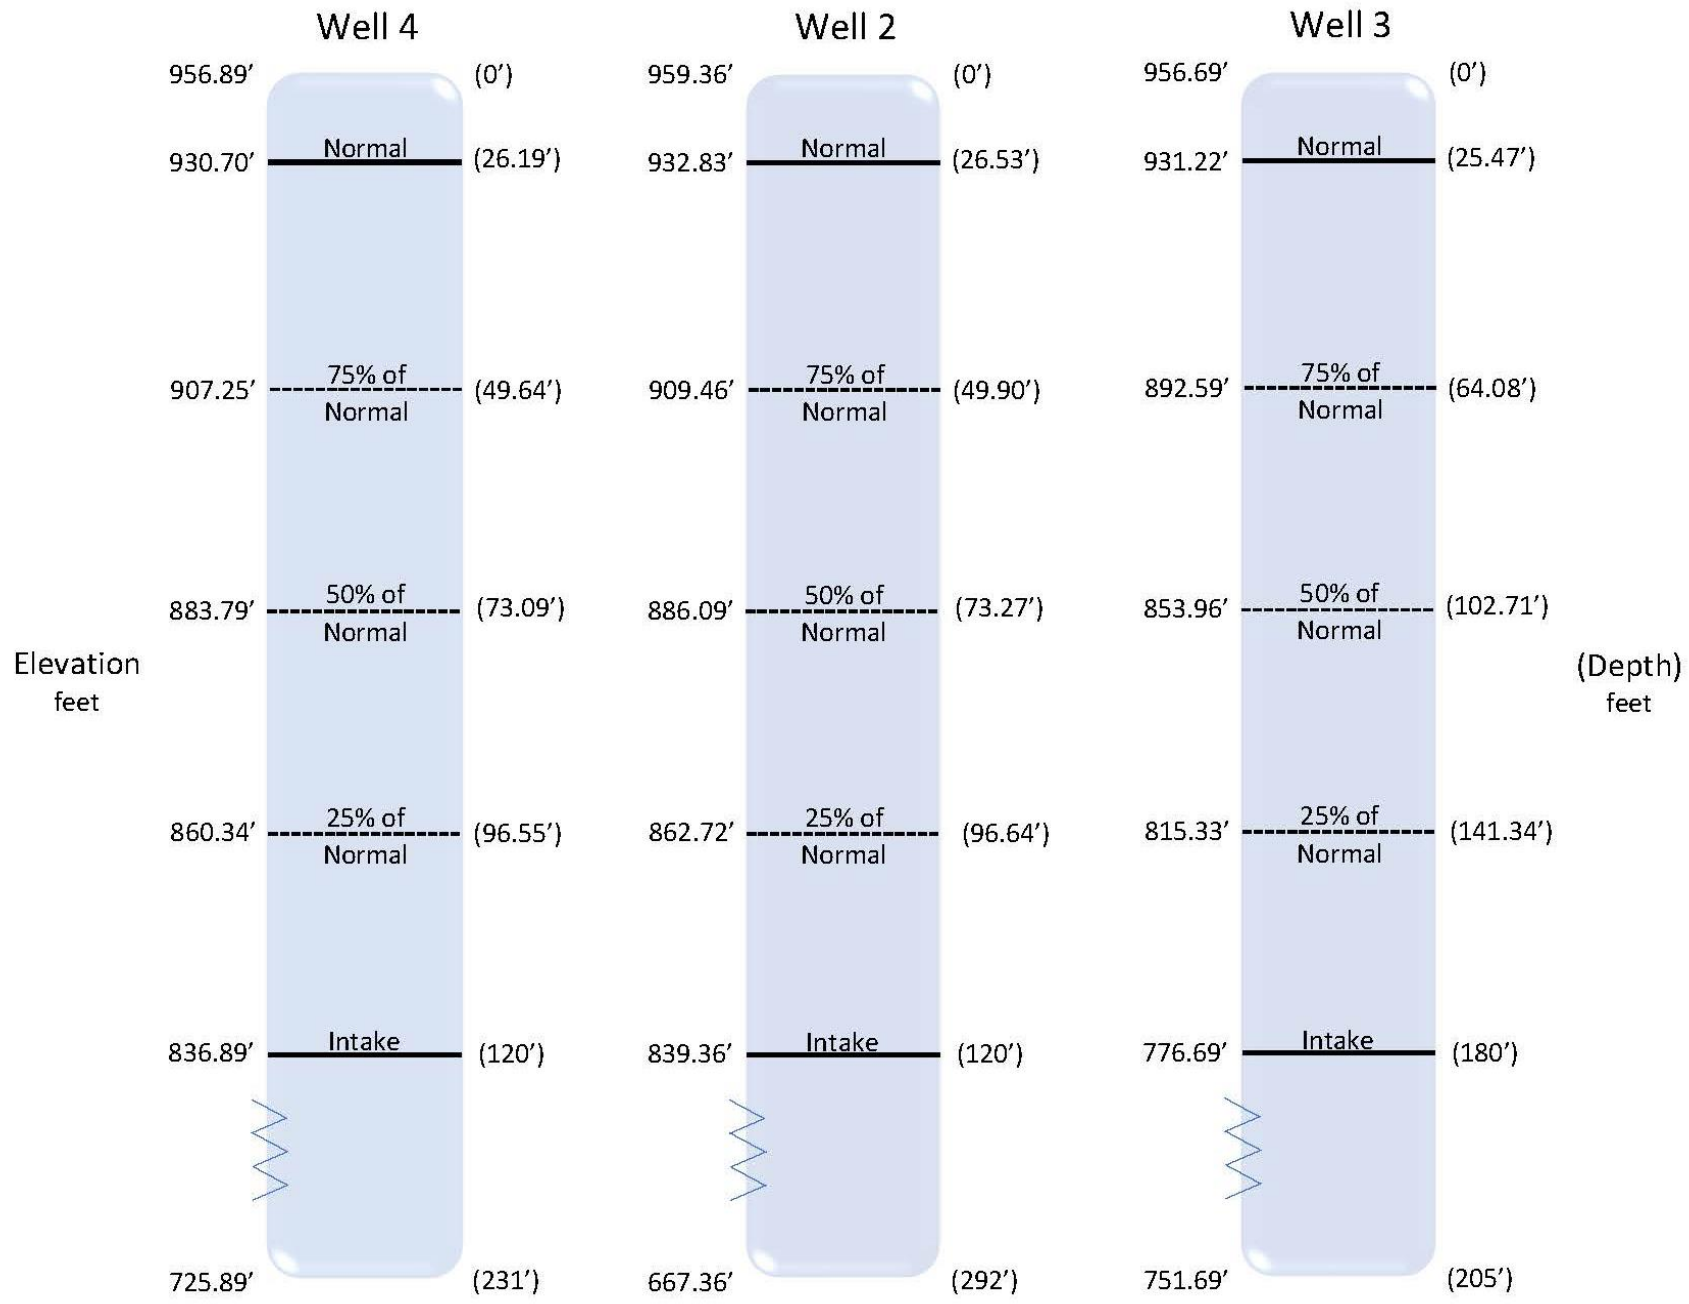 Well 4 Well 2 Well 3
956.89’ (0’) 959.36’ (0’) 956.69’ (0’)
Normal Normal Normal
930.70’ (26.19’) 932.83’ (26.53’) 931.22’ (25.47’)
75% of 75% of 75% of
907.25’ (49.64’) 909.46’ (49.90’) 892.59’ (64.08’)
Normal Normal Normal
50% of 50% of 50% of
883.79’ (73.09’) 886.09’ (73.27’) 853.96’ (102.71’)
Normal Normal Normal
Elevation (Depth)
feet feet
25% of 25% of 25% of
860.34’ (96.55’) 862.72’ (96.64’) 815.33’ (141.34’)
Normal Normal Normal
Intake Intake Intake
836.89’ (120’) 839.36’ (120’) 776.69’ (180’)
725.89’ (231’) 667.36’ (292’) 751.69’ (205’)